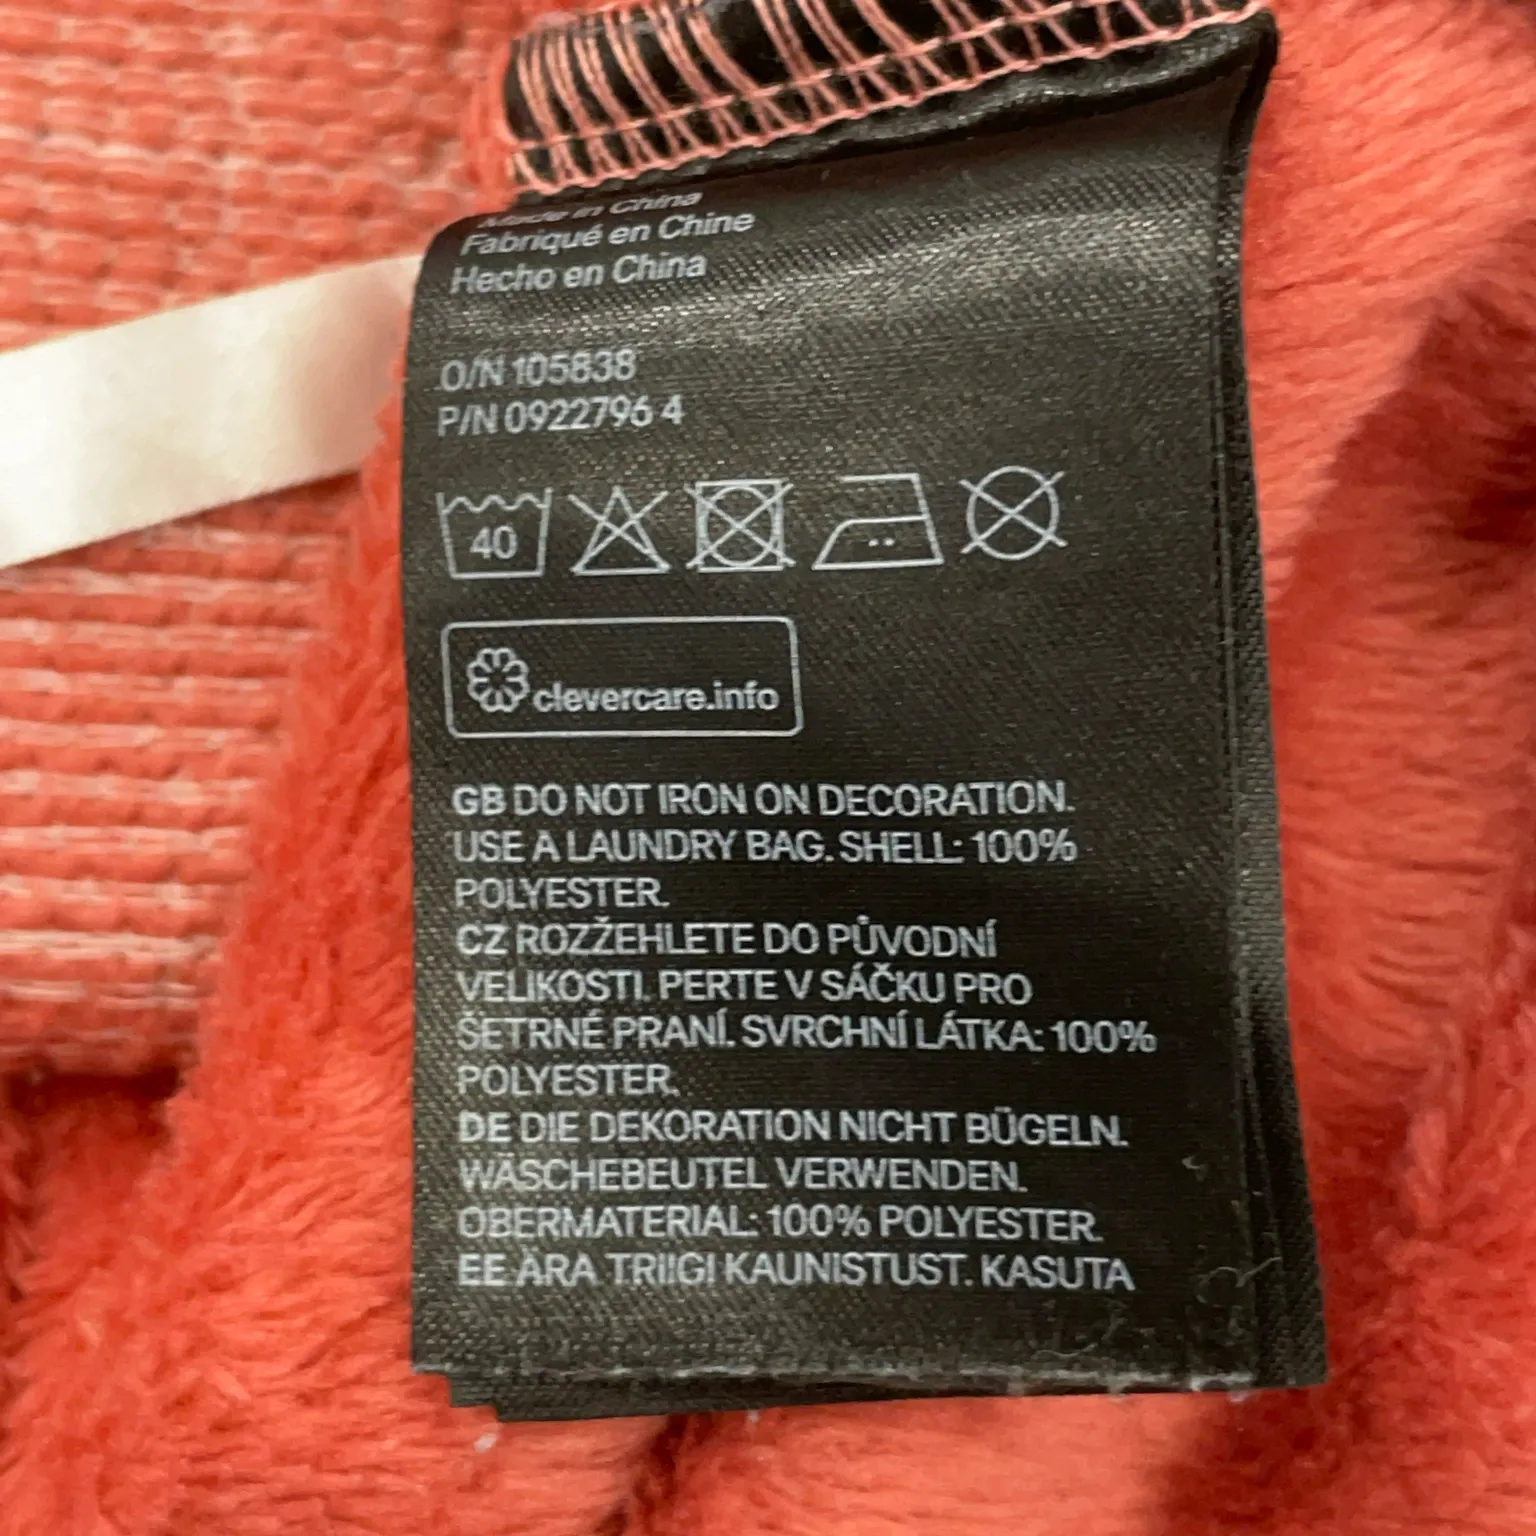 Made in China
Fabriqué en Chine
Hecho en China
O/N 105838
P/N 0922796 4
40
clevercare.info
GB DO NOT IRON ON DECORATION.
USE A LAUNDRY BAG. SHELL: 100%
POLYESTER.
CZ ROZŽEHLETE DO PŮVODNÍ
VELIKOSTI. PERTE V SÁČKU PRO
ŠETRNÉ PRANÍ. SVRCHNÍ LÁTKA: 100%
POLYESTER.
DE DIE DEKORATION NICHT BÜGELN.
WÄSCHEBEUTEL VERWENDEN.
OBERMATERIAL: 100% POLYESTER.
EE ÄRA TRIIGI KAUNISTUST. KASUTA